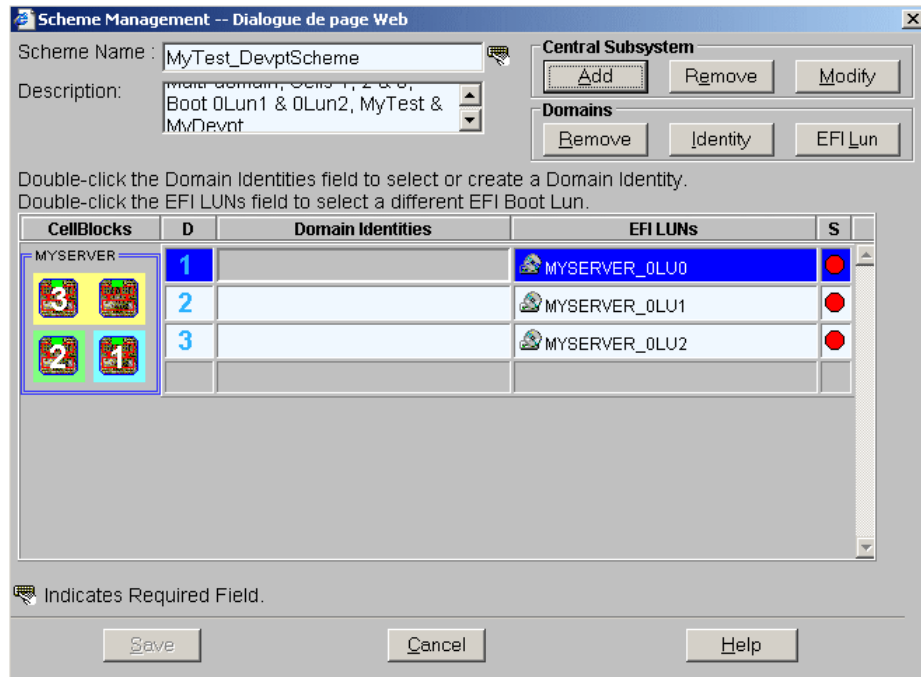 Scheme Management -- Dialogue de page Web
Scheme Name : MyTest_DevptScheme
Description:
Boot 0Lun1 & 0Lun2, MyTest &
MyDevpt
Central Subsystem
Add Remove Modify
Domains
Remove Identity EFI Lun
Double-click the Domain Identities field to select or create a Domain Identity.
Double-click the EFI LUNs field to select a different EFI Boot Lun.
CellBlocks D Domain Identities EFI LUNs S
MYSERVER
3
2 1
1 MYSERVER_0LU0
2 MYSERVER_0LU1
3 MYSERVER_0LU2
Indicates Required Field.
Save Cancel Help